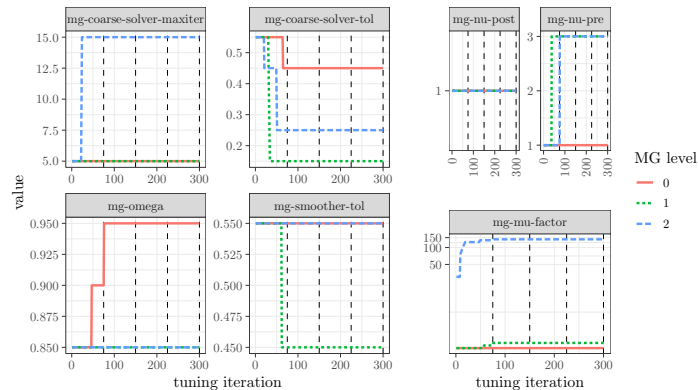 mg-coarse-solver-maxiter
15.0
12.5
10.0
7.5
5.0
0 100 200 300
mg-coarse-solver-tol
0.5
0.4
0.3
0.2
0 100 200 300
mg-nu-post
1
0 100 200 300
mg-nu-pre
3
2
1
0 100 200 300
value
mg-omega
0.950
0.925
0.900
0.875
0.850
0 100 200 300
mg-smoother-tol
0.550
0.525
0.500
0.475
0.450
0 100 200 300
mg-mu-factor
150
100
50
0 100 200 300
tuning iteration
tuning iteration
MG level
0
1
2